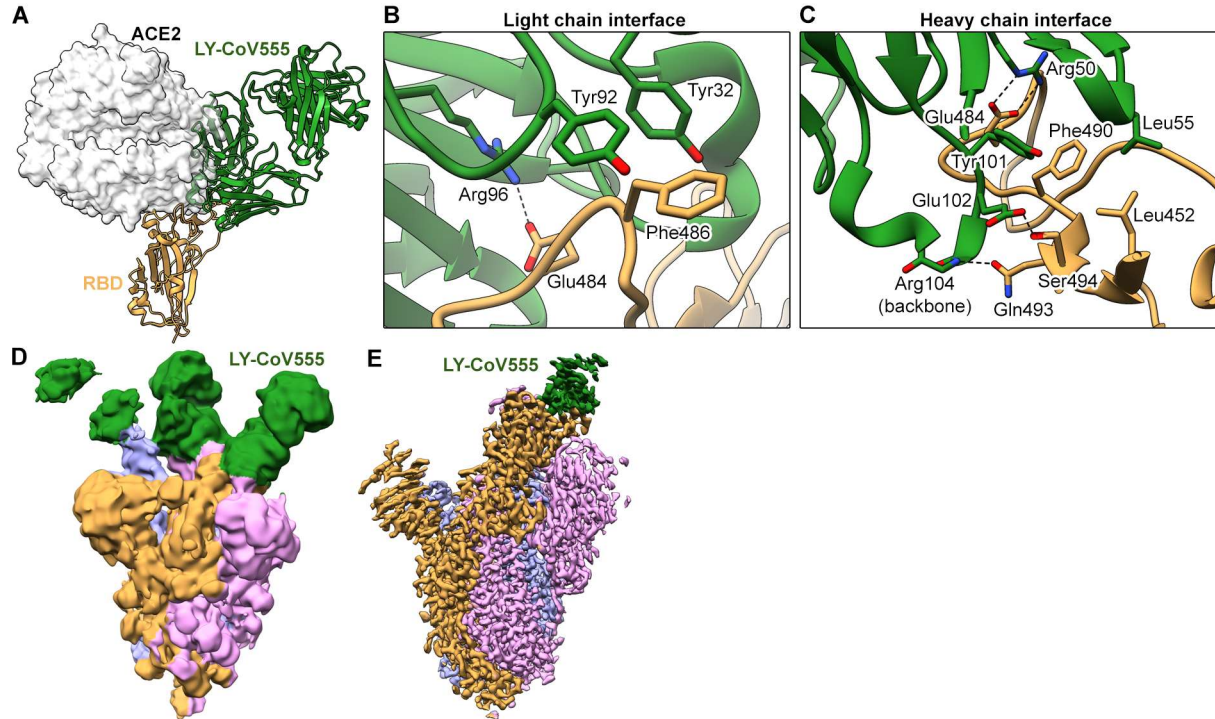 A
ACE2
LY-CoV555
RBD
B
Light chain interface
Tyr92
Tyr32
Arg96
Phe486
Glu484
C
Heavy chain interface
Arg50
Glu484
Phe490
Leu55
Tyr101
Glu102
Leu452
Arg104
(backbone)
Ser494
Gln493
D
LY-CoV555
E
LY-CoV555